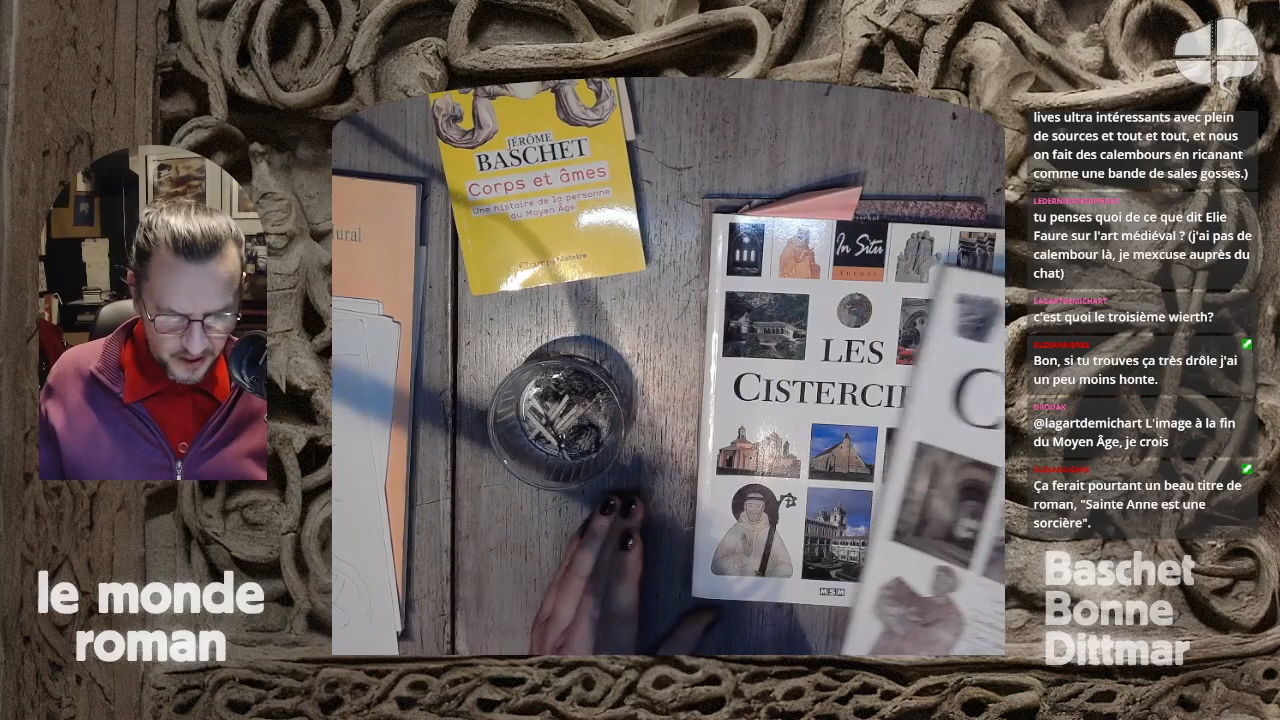 JÉRÔME
BASCHET
Corps et âmes
Une histoire de la personne
au Moyen Âge
ural
In Situ
LES
CISTERCI
MSM
C
le monde
roman
Baschet
Bonne
Dittmar
lives ultra intéressants avec plein
de sources et tout et tout, et nous
on fait des calembours en ricanant
comme une bande de sales gosses.)
tu penses quoi de ce que dit Elie
Faure sur l'art médiéval ? (j'ai pas de
calembour là, je mexcuse auprès du
chat)
LAGARTDEMICHART
c'est quoi le troisième wierth?
Bon, si tu trouves ça très drôle j'ai
un peu moins honte.
DROUAK
@lagartdemichart L'image à la fin
du Moyen Âge, je crois
Ça ferait pourtant un beau titre de
roman, "Sainte Anne est une
sorcière".